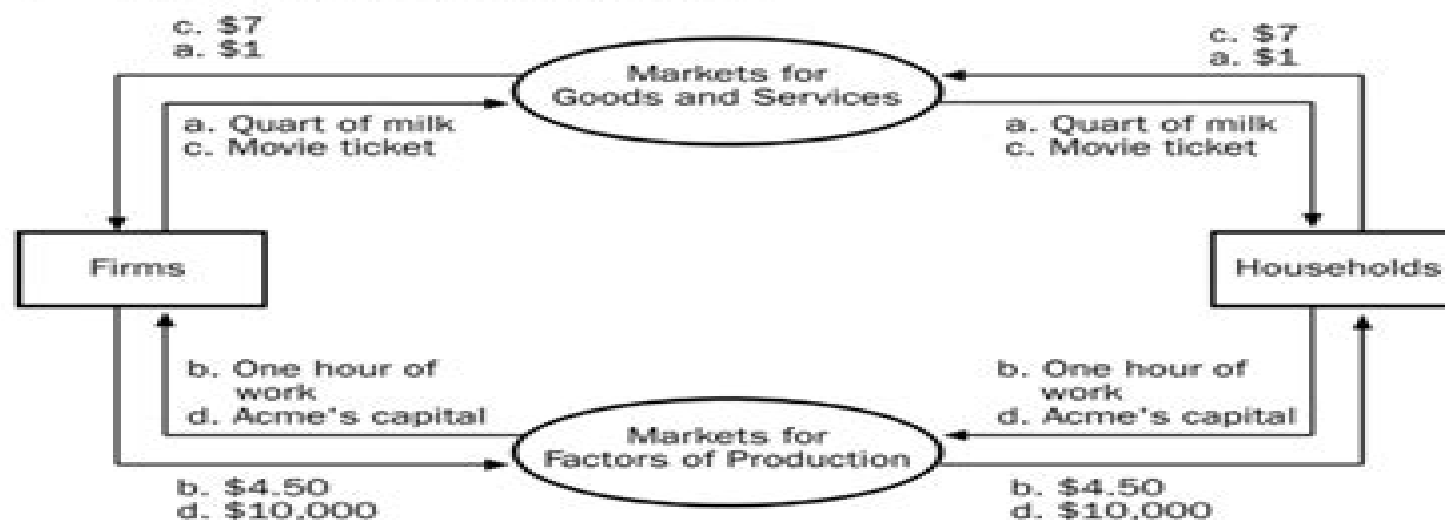 c. $7
a. $1
c. $7
a. $1
Markets for
Goods and Services
a. Quart of milk
c. Movie ticket
a. Quart of milk
c. Movie ticket
Firms
Households
b. One hour of
work
d. Acme's capital
b. One hour of
work
d. Acme's capital
Markets for
Factors of Production
b. $4.50
d. $10,000
b. $4.50
d. $10,000